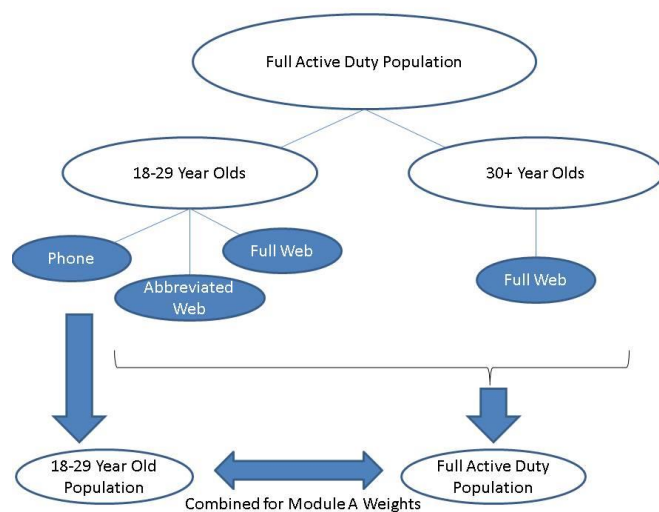 Full Active Duty Population
18-29 Year Olds
30+ Year Olds
Phone
Full Web
Abbreviated
Web
Full Web
18-29 Year Old
Population
Full Active Duty
Population
Combined for Module A Weights